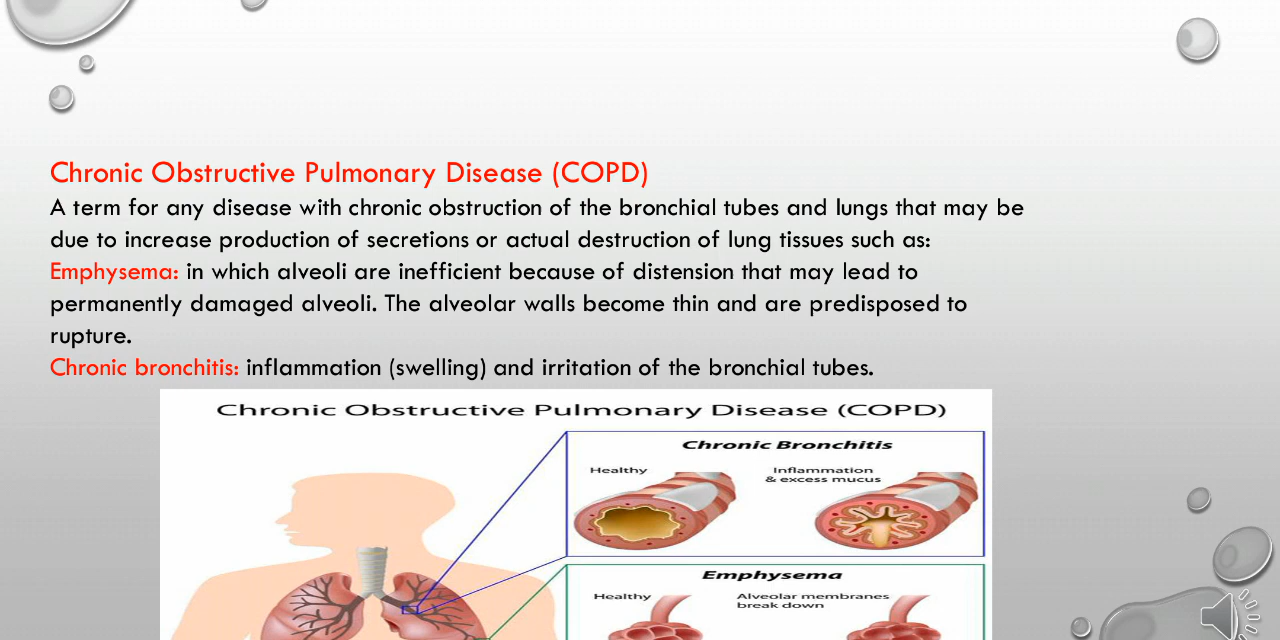 Chronic Obstructive Pulmonary Disease (COPD)
A term for any disease with chronic obstruction of the bronchial tubes and lungs that may be
due to increase production of secretions or actual destruction of lung tissues such as:
Emphysema: in which alveoli are inefficient because of distension that may lead to
permanently damaged alveoli. The alveolar walls become thin and are predisposed to
rupture.
Chronic bronchitis: inflammation (swelling) and irritation of the bronchial tubes.
Chronic Obstructive Pulmonary Disease (COPD)
Chronic Bronchitis
Healthy
Inflammation
& excess mucus
Emphysema
Healthy
Alveolar membranes
break down